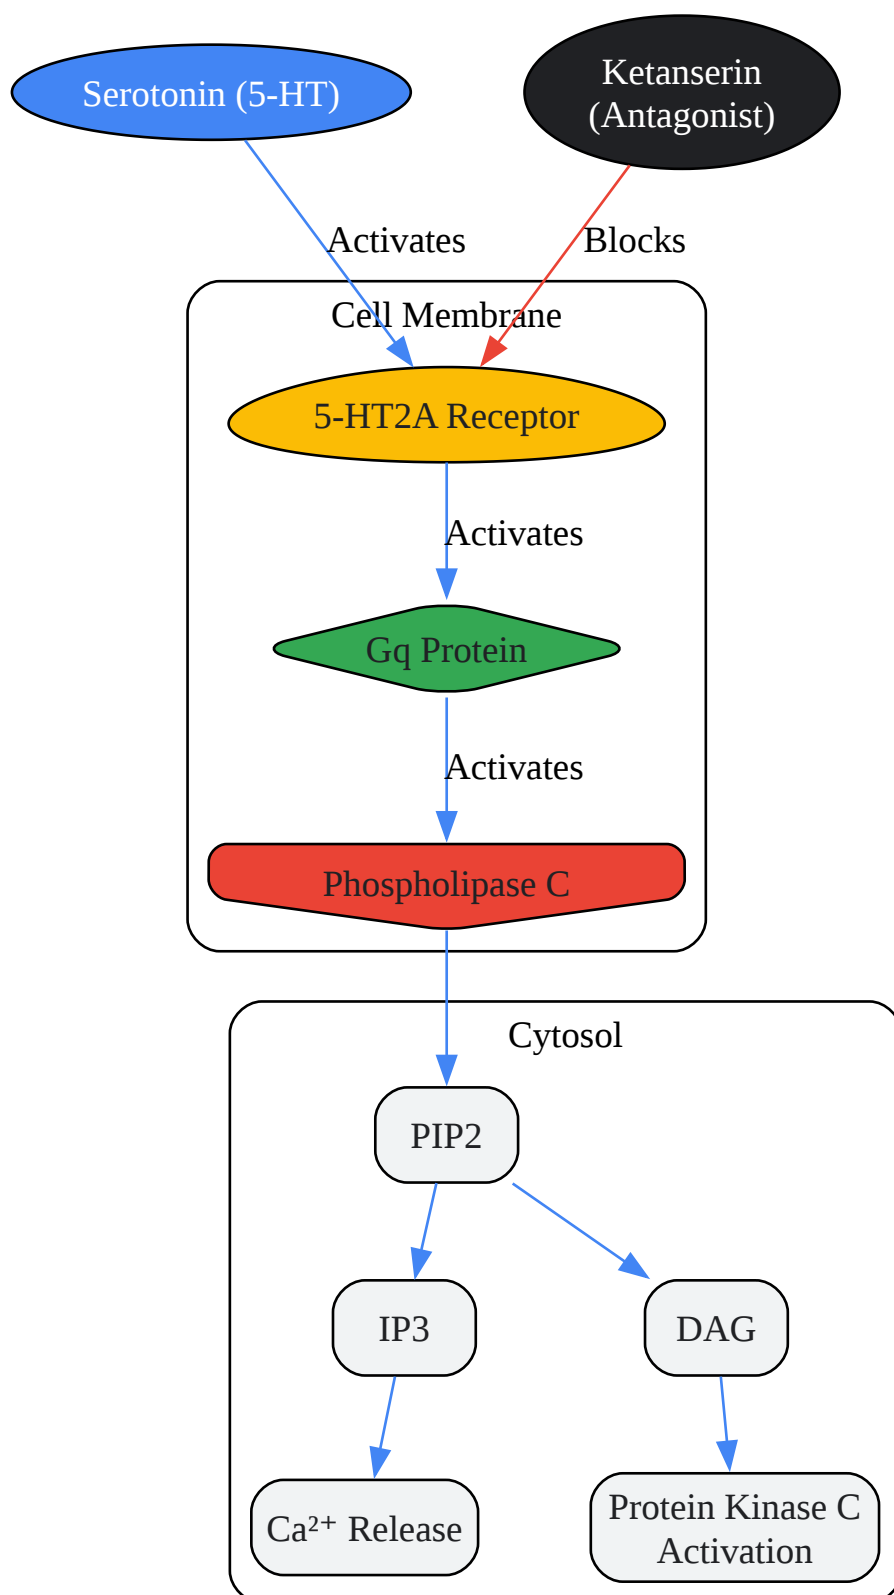 Serotonin (5-HT)
Ketanserin
(Antagonist)
Activates
Blocks
Cell Membrane
5-HT2A Receptor
Activates
Gq Protein
Activates
Phospholipase C
Cytosol
PIP2
IP3
DAG
Ca²⁺ Release
Protein Kinase C
Activation